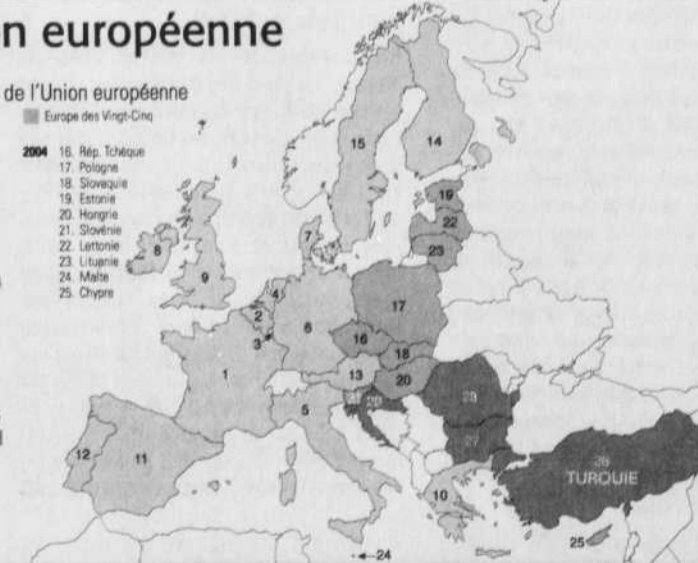 n européenne
de l'Union européenne
Europe des Vingt-Cinq
2004 16. Rép. Tchèque
17. Pologne
18. Slovaquie
19. Estonie
20. Hongrie
21. Slovénie
22. Lettonie
23. Lituanie
24. Malte
25. Chypre
15
14
19
22
23
7
8
9
4
2
3
6
17
16
18
1
13
20
5
28
27
12
11
10
TURQUIE
24
25